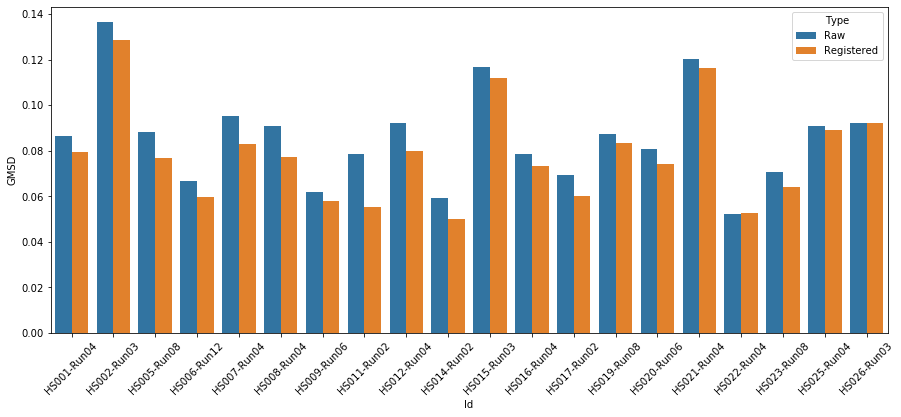 0.14
0.12
0.10
0.08
0.06
0.04
0.02
0.00
GMSD
Type
Raw
Registered
HS001-Run04
HS002-Run03
HS005-Run08
HS006-Run12
HS007-Run04
HS008-Run04
HS009-Run06
HS011-Run02
HS012-Run04
HS014-Run02
HS015-Run03
HS016-Run04
HS017-Run02
HS019-Run08
HS020-Run06
HS021-Run04
HS022-Run04
HS023-Run08
HS025-Run04
HS026-Run03
Id